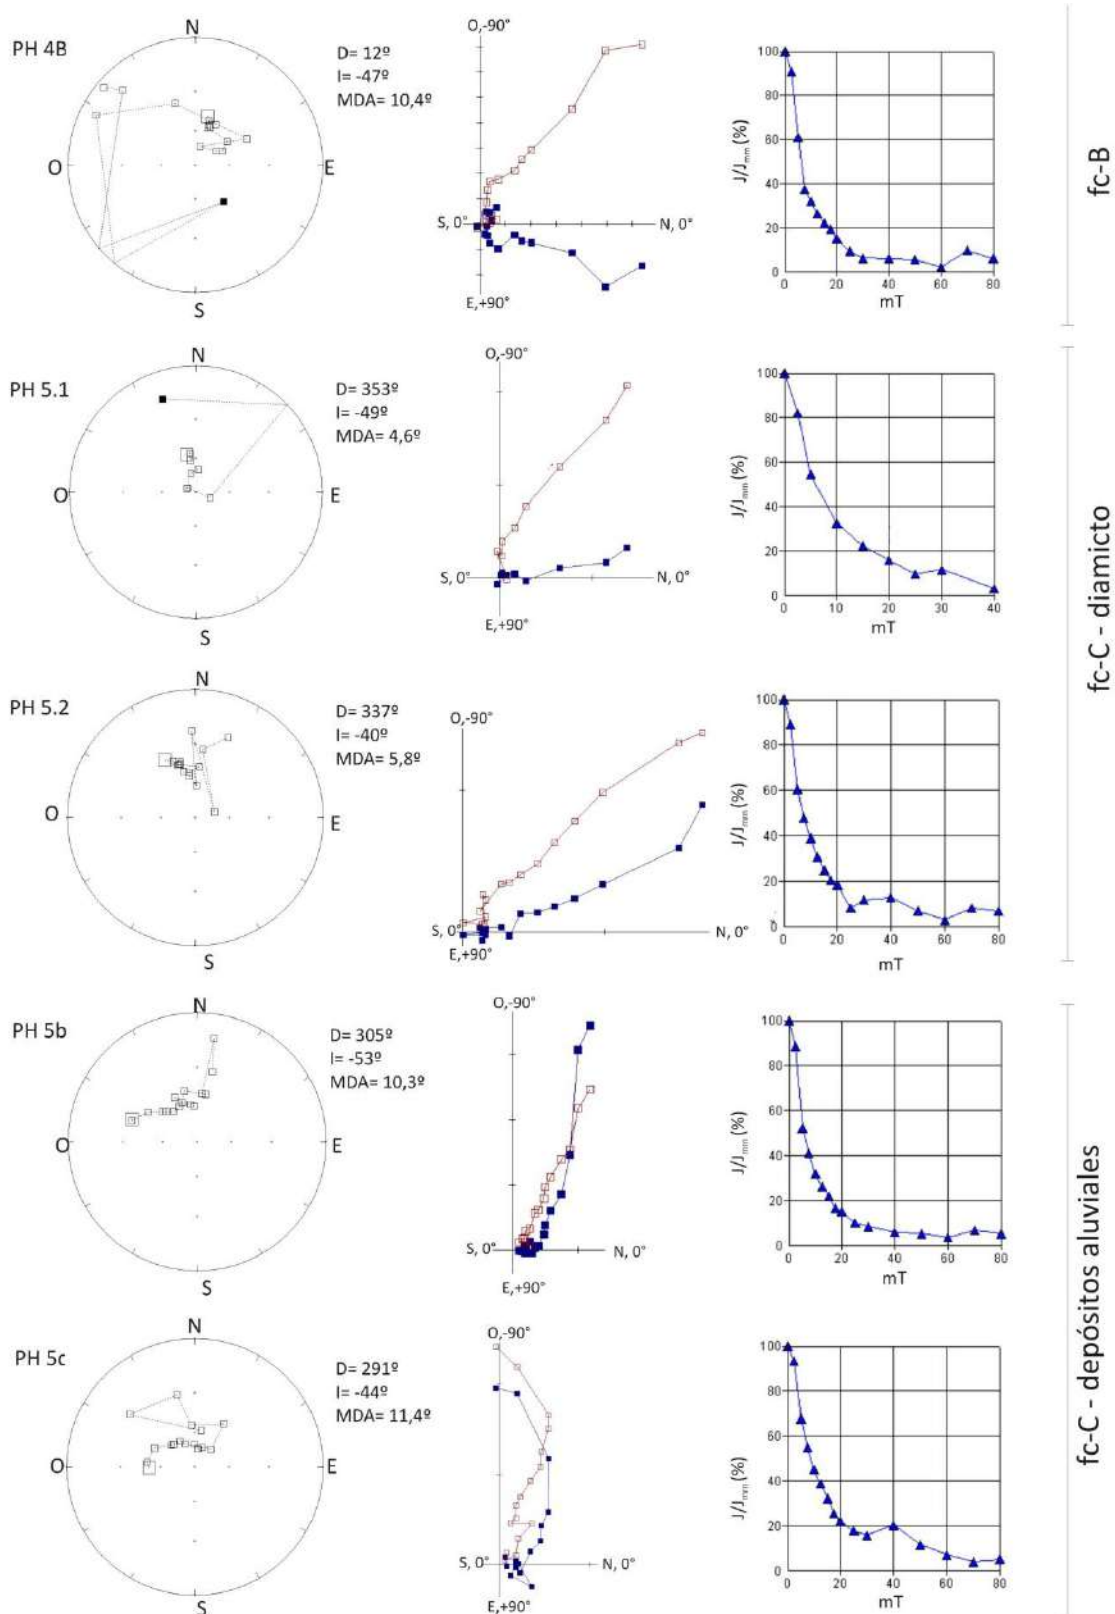 PH 4B
N
O
E
S
D= 12º
I= -47º
MDA= 10,4º
O,-90°
S, 0°
N, 0°
E,+90°
J/Jnrm (%)
100
80
60
40
20
0
0 20 40 60 80
mT
fc-B
PH 5.1
N
O
E
S
D= 353º
I= -49º
MDA= 4,6º
O,-90°
S, 0°
N, 0°
E,+90°
J/Jnrm (%)
100
80
60
40
20
0
0 10 20 30 40
mT
fc-C - diamicto
PH 5.2
N
O
E
S
D= 337º
I= -40º
MDA= 5,8º
O,-90°
S, 0°
N, 0°
E,+90°
J/Jnrm (%)
100
80
60
40
20
0
0 20 40 60 80
mT
PH 5b
N
O
E
S
D= 305º
I= -53º
MDA= 10,3º
O,-90°
S, 0°
N, 0°
E,+90°
J/Jnrm (%)
100
80
60
40
20
0
0 20 40 60 80
mT
fc-C - depósitos aluviales
PH 5c
N
O
E
S
D= 291º
I= -44º
MDA= 11,4º
O,-90°
S, 0°
N, 0°
E,+90°
J/Jnrm (%)
100
80
60
40
20
0
0 20 40 60 80
mT